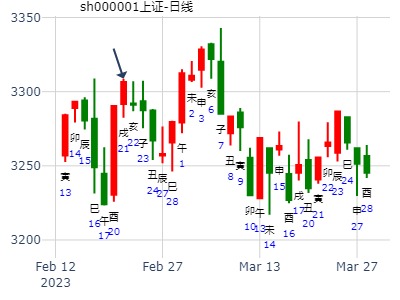 sh000001上证-日线
3350
3300
3250
3200
寅
13
卯
14
辰
15
巳
16
午
17
酉
20
戌
21
亥
22
子
23
丑
24
辰
27
巳
28
午
1
未
2
申
3
亥
6
子
7
丑
8
寅
9
卯
10
午
13
未
14
申
15
酉
26
戌
17
丑
20
寅
21
卯
22
辰
23
巳
24
申
27
酉
28
Feb 12
2023
Feb 27
Mar 13
Mar 27